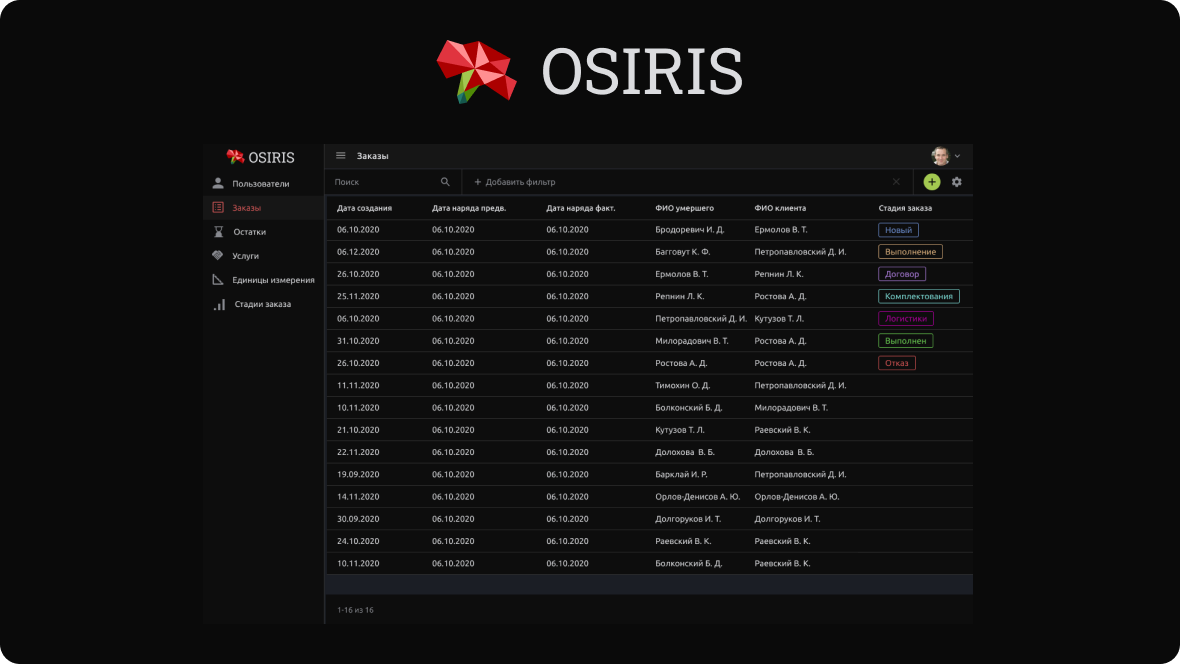 OSIRIS
OSIRIS
Заказы
Пользователи
Заказы
Остатки
Услуги
Единицы измерения
Стадии заказа
Поиск
+ Добавить фильтр
Дата создания Дата наряда предв. Дата наряда факт. ФИО умершего ФИО клиента Стадия заказа
06.10.2020 06.10.2020 06.10.2020 Бродоревич И. Д. Ермолов В. Т. Новый
06.12.2020 06.10.2020 06.10.2020 Багговут К. Ф. Петропавловский Д. И. Выполнение
26.10.2020 06.10.2020 06.10.2020 Ермолов В. Т. Репнин Л. К. Договор
25.11.2020 06.10.2020 06.10.2020 Репнин Л. К. Ростова А. Д. Комплектования
06.10.2020 06.10.2020 06.10.2020 Петропавловский Д. И. Кутузов Т. Л. Логистики
31.10.2020 06.10.2020 06.10.2020 Милорадович В. Т. Ростова А. Д. Выполнен
26.10.2020 06.10.2020 06.10.2020 Ростова А. Д. Ростова А. Д. Отказ
11.11.2020 06.10.2020 06.10.2020 Тимохин О. Д. Петропавловский Д. И.
10.11.2020 06.10.2020 06.10.2020 Болконский Б. Д. Милорадович В. Т.
21.10.2020 06.10.2020 06.10.2020 Кутузов Т. Л. Раевский В. К.
22.11.2020 06.10.2020 06.10.2020 Долохова В. Б. Долохова В. Б.
19.09.2020 06.10.2020 06.10.2020 Барклай И. Р. Петропавловский Д. И.
14.11.2020 06.10.2020 06.10.2020 Орлов-Денисов А. Ю. Орлов-Денисов А. Ю.
30.09.2020 06.10.2020 06.10.2020 Долгоруков И. Т. Долгоруков И. Т.
24.10.2020 06.10.2020 06.10.2020 Раевский В. К. Раевский В. К.
10.11.2020 06.10.2020 06.10.2020 Болконский Б. Д. Раевский В. К.
1-16 из 16